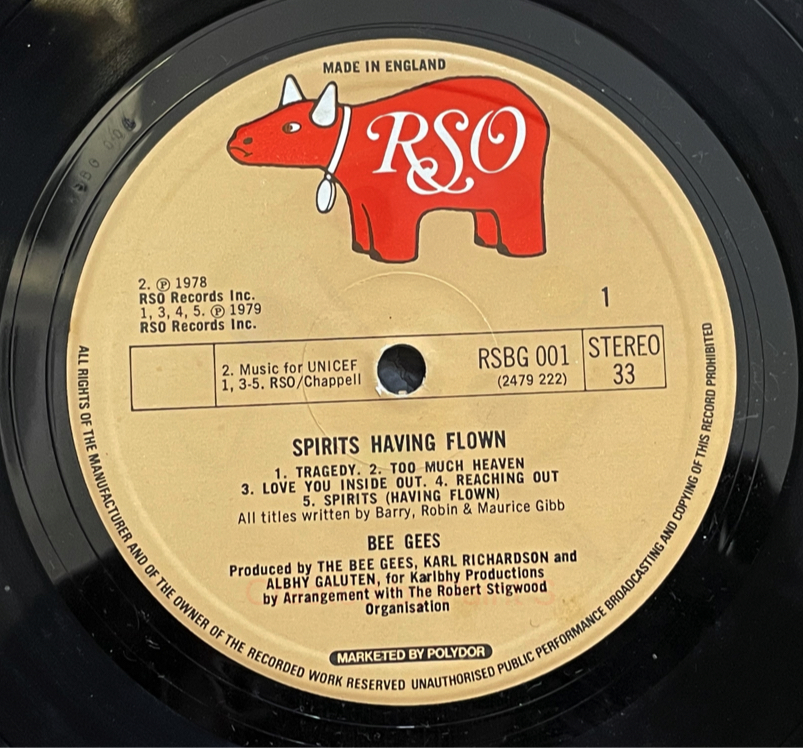 MADE IN ENGLAND
RSO
2. ℗ 1978
RSO Records Inc.
1, 3, 4, 5. ℗ 1979
RSO Records Inc.
1
2. Music for UNICEF
1, 3-5. RSO/Chappell
RSBG 001
(2479 222)
STEREO
33
SPIRITS HAVING FLOWN
1. TRAGEDY. 2. TOO MUCH HEAVEN
3. LOVE YOU INSIDE OUT. 4. REACHING OUT
5. SPIRITS (HAVING FLOWN)
All titles written by Barry, Robin & Maurice Gibb
BEE GEES
Produced by THE BEE GEES, KARL RICHARDSON and
ALBHY GALUTEN, for Karlbhy Productions
by Arrangement with The Robert Stigwood
Organisation
MARKETED BY POLYDOR
ALL RIGHTS OF THE MANUFACTURER AND OF THE OWNER OF THE RECORDED WORK RESERVED UNAUTHORISED PUBLIC PERFORMANCE BROADCASTING AND COPYING OF THIS RECORD PROHIBITED